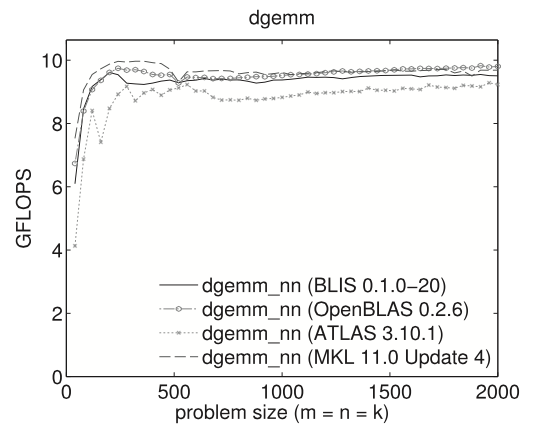 dgemm
10
8
6
4
2
0
GFLOPS
dgemm_nn (BLIS 0.1.0−20)
dgemm_nn (OpenBLAS 0.2.6)
dgemm_nn (ATLAS 3.10.1)
dgemm_nn (MKL 11.0 Update 4)
0 500 1000 1500 2000
problem size (m = n = k)